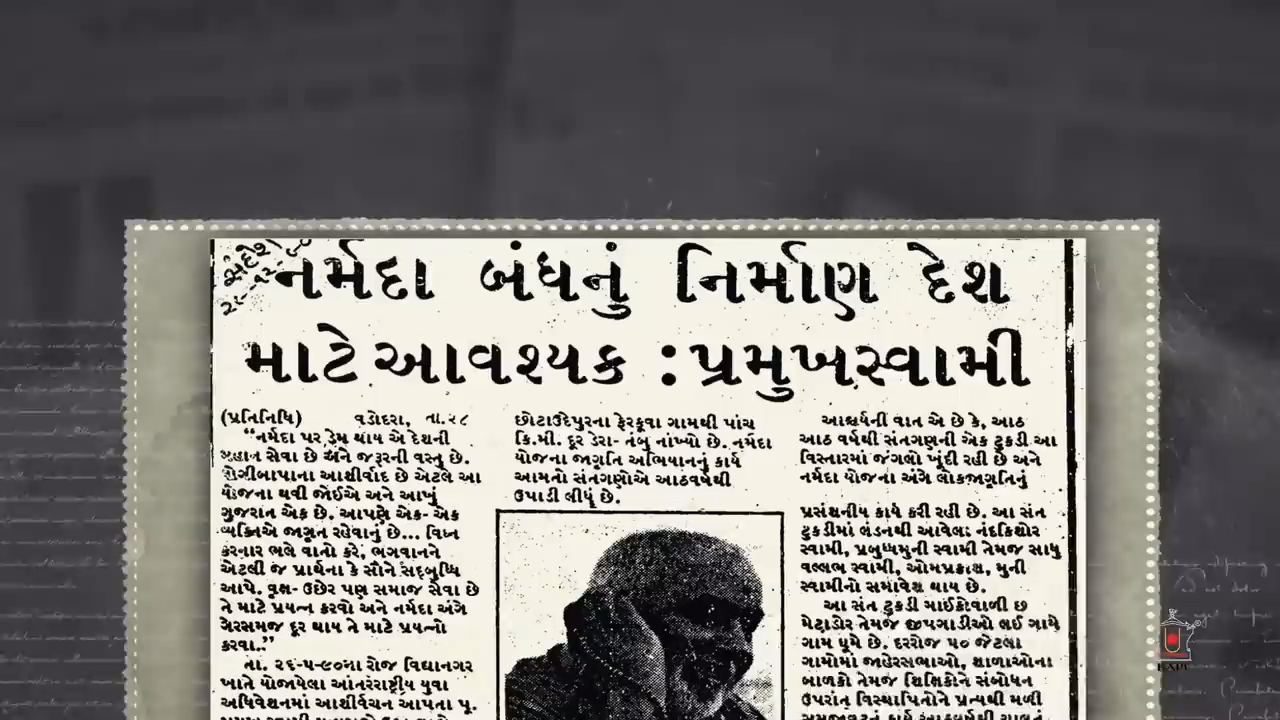 સંદેશ
નર્મદા બંધનું નિર્માણ દેશ
માટે આવશ્યક : પ્રમુખસ્વામી
(પ્રતિનિધિ) વડોદરા, તા.૨૮
"નર્મદા પર ડેમ થાય એ દેશની
મહાન સેવા છે અને જરૂરની વસ્તુ છે.
યોગીબાપાના આશીર્વાદ છે એટલે આ
યોજના થવી જોઈએ અને આખું
ગુજરાત એક છે. આપણે એક- એક
વ્યક્તિએ જાગૃત રહેવાનું છે... વિઘ્ન
કરનાર ભલે વાતો કરે, ભગવાનને
એટલી જ પ્રાર્થના કે સૌને સદ્બુધ્ધિ
આપે. વૃક્ષ- ઉછેર પણ સમાજ સેવા છે
તે માટે પ્રયત્ન કરવો અને નર્મદા અંગે
ગેરસમજ દૂર થાય તે માટે પ્રયત્નો
કરવા."
તા. ૨૬-૫-૯૦ના રોજ વિદ્યાનગર
ખાતે યોજાયેલા આંતરરાષ્ટ્રીય યુવા
અધિવેશનમાં આશીર્વચન આપતા પૂ.
છોટાઉદેપુરના ફેરકુવા ગામથી પાંચ
કિ.મી. દૂર ડેરા- તંબુ નાંખ્યો છે. નર્મદા
યોજના જાગૃતિ અભિયાનનું કાર્ય
આમતો સંતગણોએ આઠવર્ષથી
ઉપાડી લીધું છે.
આશ્ચર્યની વાત એ છે કે, આઠ
આઠ વર્ષથી સંતગણની એક ટુકડી આ
વિસ્તારમાં જંગલો ખૂંદી રહી છે અને
નર્મદા યોજના અંગે લોકજાગૃતિનું
પ્રસંશનીય કાર્ય કરી રહી છે. આ સંત
ટુકડીમાં લંડનથી આવેલા નંદકિશોર
સ્વામી, પ્રબુધ્ધમુની સ્વામી તેમજ સાધુ
વલ્લભ સ્વામી, ઓમપ્રકાશ, મુની
સ્વામીનો સમાવેશ થાય છે.
આ સંત ટુકડી માઈકોવાળી છ
મેટાડોર તેમજ જીપગાડીઓ લઈ ગામે
ગામ ઘૂમે છે. દરરોજ ૫૦ જેટલા
ગામોમાં જાહેરસભાઓ, શાળાઓના
બાળકો તેમજ શિક્ષિકોને સંબોધન
ઉપરાંત વિસ્થાપિતોને પ્રત્યથી મળી
BAPS